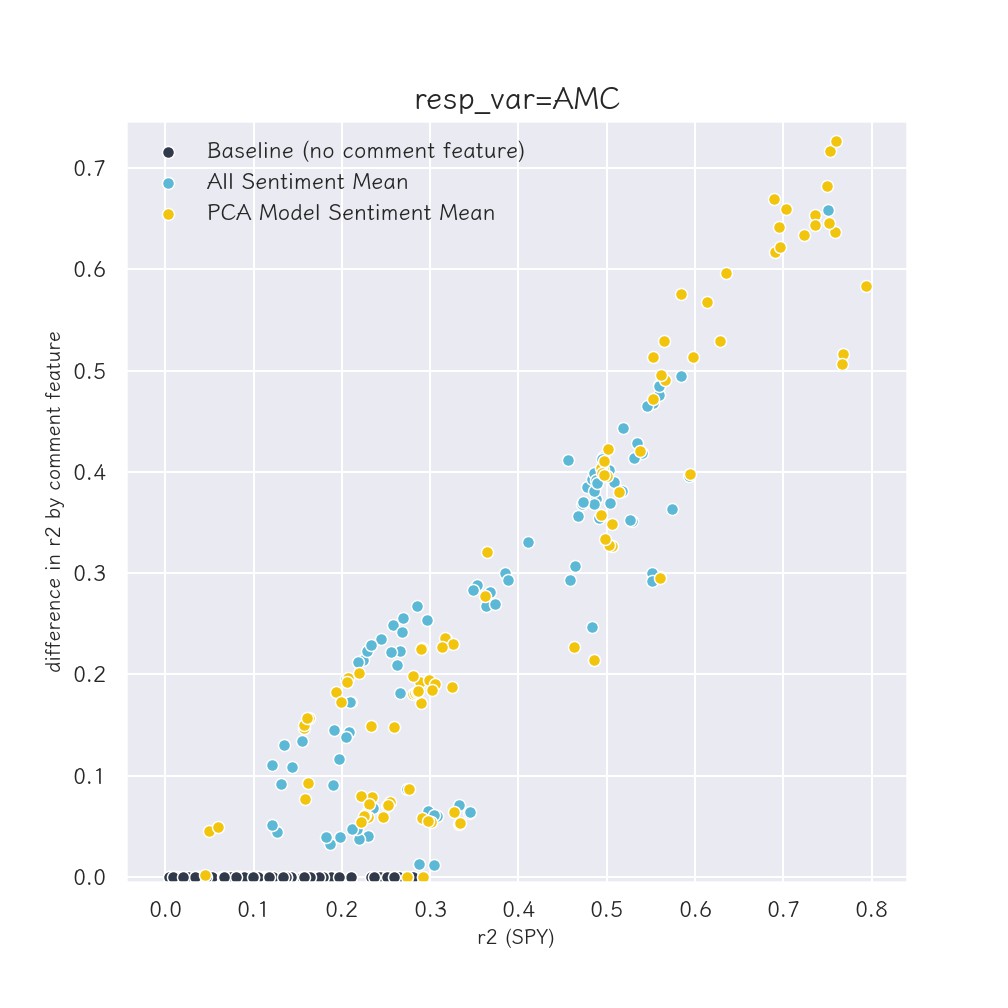 resp_var=AMC
Baseline (no comment feature)
All Sentiment Mean
PCA Model Sentiment Mean
difference in r2 by comment feature
0.7
0.6
0.5
0.4
0.3
0.2
0.1
0.0
0.0 0.1 0.2 0.3 0.4 0.5 0.6 0.7 0.8
r2 (SPY)